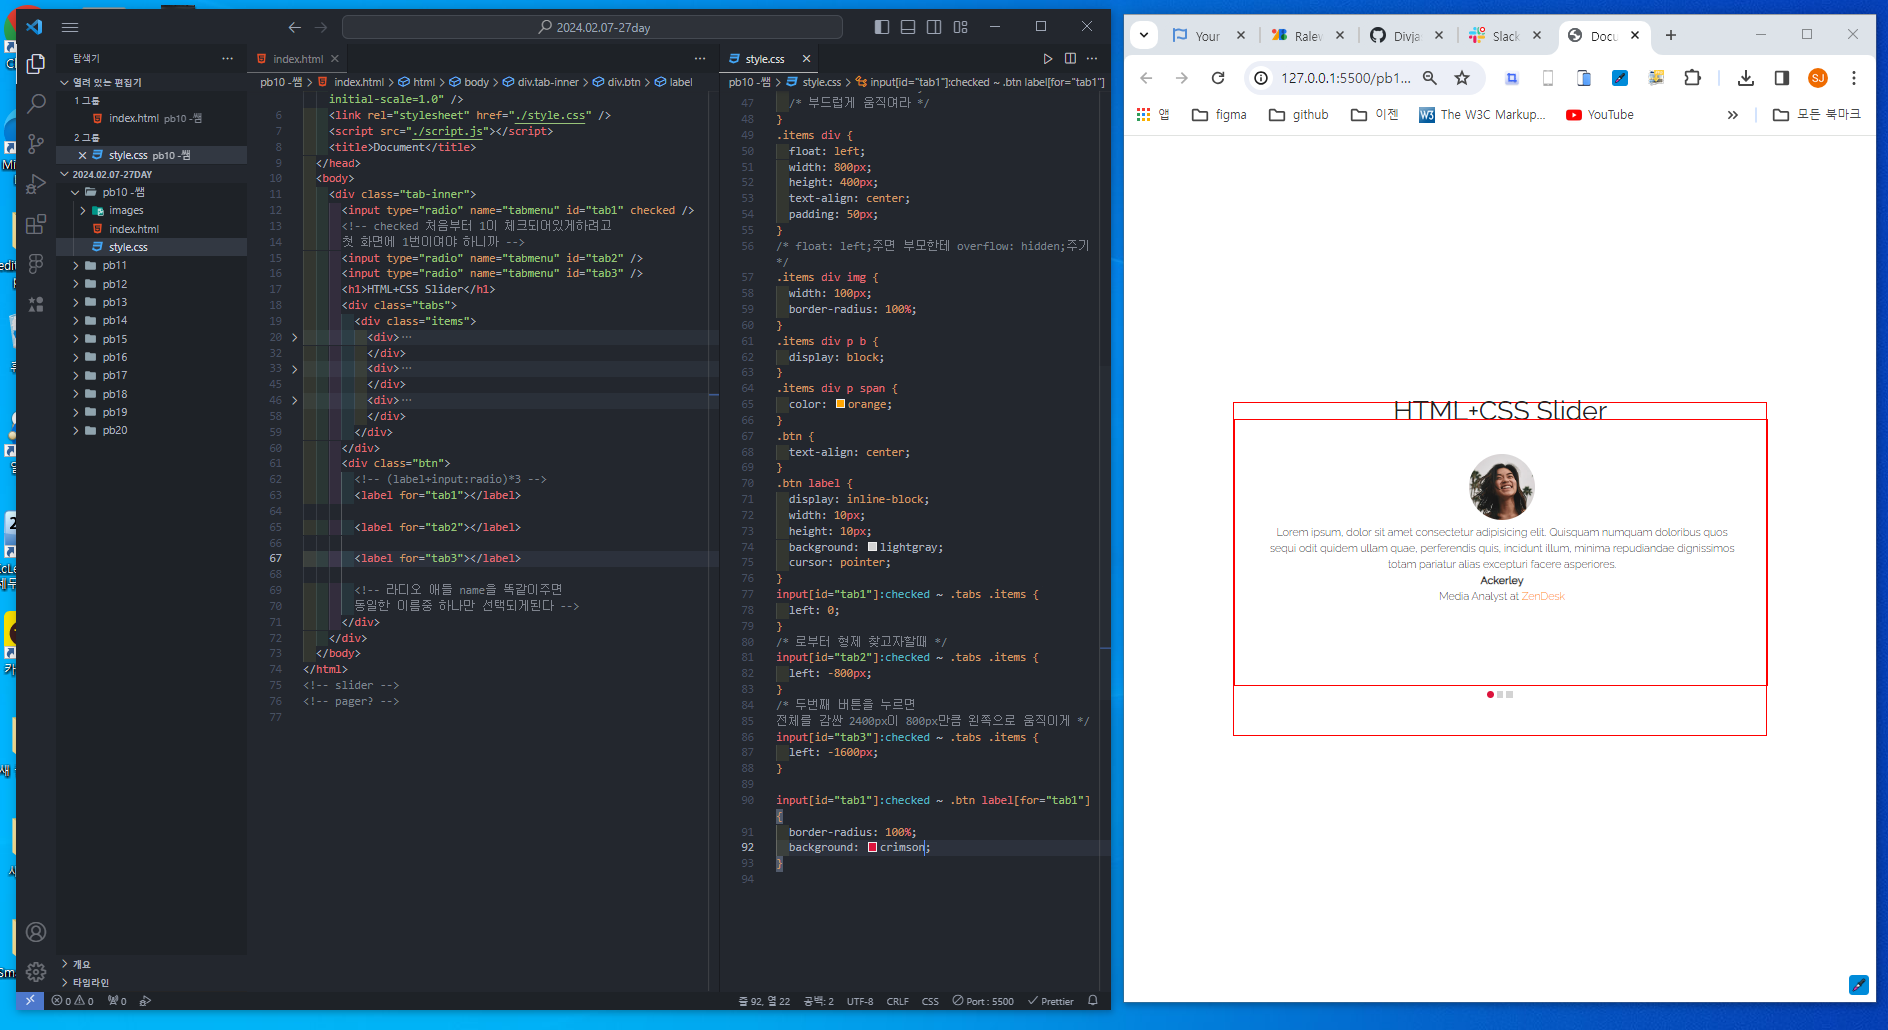 2024.02.07-27day
탐색기
열려 있는 편집기
1 그룹
index.html pb10 -쌤
2 그룹
style.css pb10 -쌤
2024.02.07-27DAY
pb10 -쌤
images
index.html
style.css
pb11
pb12
pb13
pb14
pb15
pb16
pb17
pb18
pb19
pb20
개요
타임라인
index.html
pb10 -쌤 > index.html > html > body > div.tab-inner > div.btn > label
initial-scale=1.0" />
6 <link rel="stylesheet" href="./style.css" />
7 <script src="./script.js"></script>
8 <title>Document</title>
9 </head>
10 <body>
11 <div class="tab-inner">
12 <input type="radio" name="tabmenu" id="tab1" checked />
13 <!-- checked 처음부터 1이 체크되어있게하려고
14 첫 화면에 1번이여야 하니까 -->
15 <input type="radio" name="tabmenu" id="tab2" />
16 <input type="radio" name="tabmenu" id="tab3" />
17 <h1>HTML+CSS Slider</h1>
18 <div class="tabs">
19 <div class="items">
20 <div>…
32 </div>
33 <div>…
45 </div>
46 <div>…
58 </div>
59 </div>
60 </div>
61 <div class="btn">
62 <!-- (label+input:radio)*3 -->
63 <label for="tab1"></label>
64
65 <label for="tab2"></label>
66
67 <label for="tab3"></label>
68
69 <!-- 라디오 애들 name을 똑같이주면
70 동일한 이름중 하나만 선택되게된다 -->
71 </div>
72 </div>
73 </body>
74 </html>
75 <!-- slider -->
76 <!-- pager? -->
77
style.css
pb10 -쌤 > style.css > input[id="tab1"]:checked ~ .btn label[for="tab1"]
47 /* 부드럽게 움직여라 */
48 }
49 .items div {
50 float: left;
51 width: 800px;
52 height: 400px;
53 text-align: center;
54 padding: 50px;
55 }
56 /* float: left;주면 부모한테 overflow: hidden;주기
*/
57 .items div img {
58 width: 100px;
59 border-radius: 100%;
60 }
61 .items div p b {
62 display: block;
63 }
64 .items div p span {
65 color: orange;
66 }
67 .btn {
68 text-align: center;
69 }
70 .btn label {
71 display: inline-block;
72 width: 10px;
73 height: 10px;
74 background: lightgray;
75 cursor: pointer;
76 }
77 input[id="tab1"]:checked ~ .tabs .items {
78 left: 0;
79 }
80 /* 로부터 형제 찾고자할때 */
81 input[id="tab2"]:checked ~ .tabs .items {
82 left: -800px;
83 }
84 /* 두번째 버튼을 누르면
85 전체를 감싼 2400px이 800px만큼 왼쪽으로 움직이게 */
86 input[id="tab3"]:checked ~ .tabs .items {
87 left: -1600px;
88 }
89
90 input[id="tab1"]:checked ~ .btn label[for="tab1"]
{
91 border-radius: 100%;
92 background: crimson;
93 }
94
0 0 0
줄 92, 열 22 공백: 2 UTF-8 CRLF CSS Port : 5500 Prettier
Your
Ralew
Divja
Slack
Docu
127.0.0.1:5500/pb1...
SJ
앱 figma github 이젠 The W3C Markup... YouTube 모든 북마크
HTML+CSS Slider
Lorem ipsum, dolor sit amet consectetur adipisicing elit. Quisquam numquam doloribus quos
sequi odit quidem ullam quae, perferendis quis, incidunt illum, minima repudiandae dignissimos
totam pariatur alias excepturi facere asperiores.
Ackerley
Media Analyst at ZenDesk